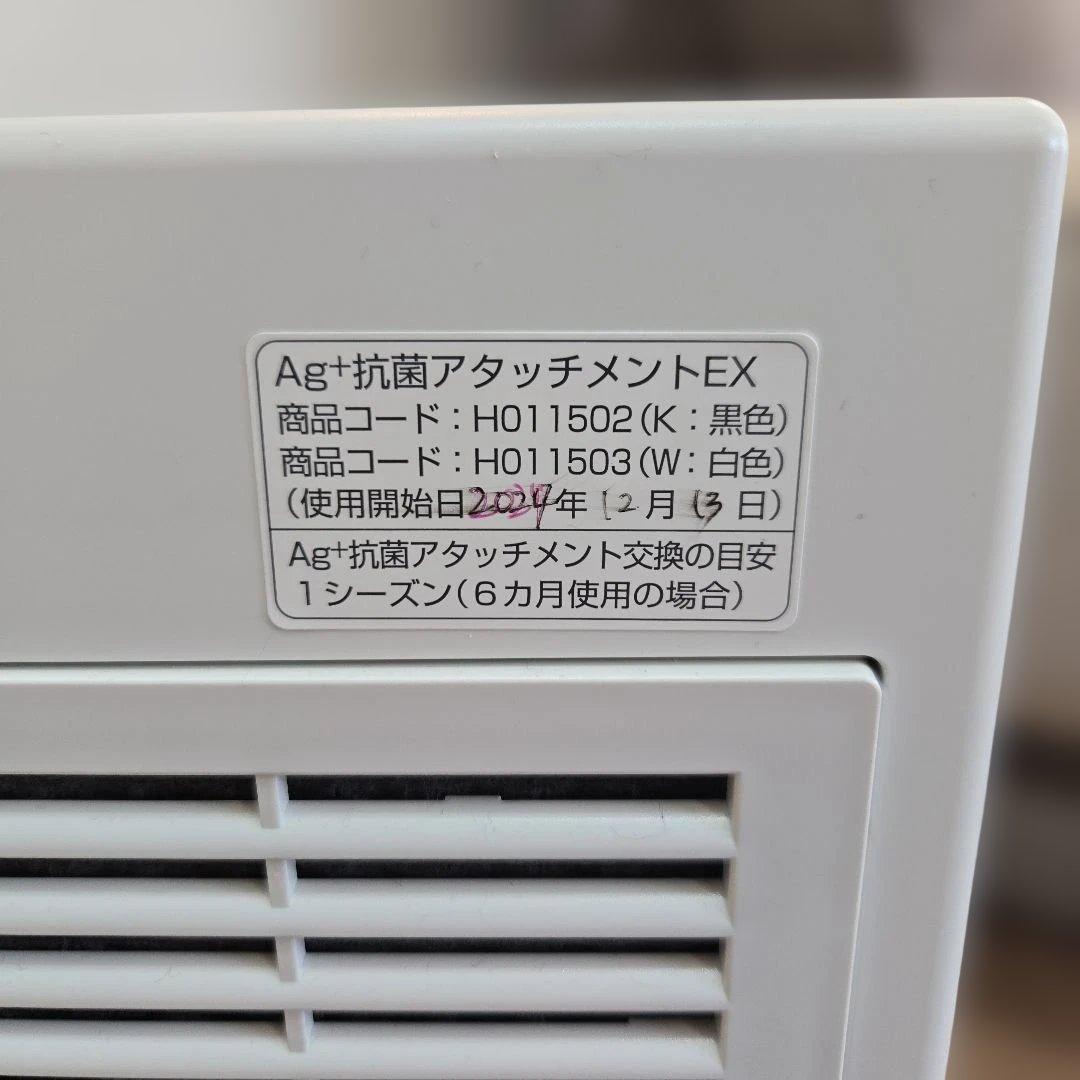 Ag+抗菌アタッチメントEX
商品コード：H011502(K：黒色)
商品コード：H011503(W：白色)
(使用開始日2024年12月13日)
Ag+抗菌アタッチメント交換の目安
1シーズン(6カ月使用の場合)